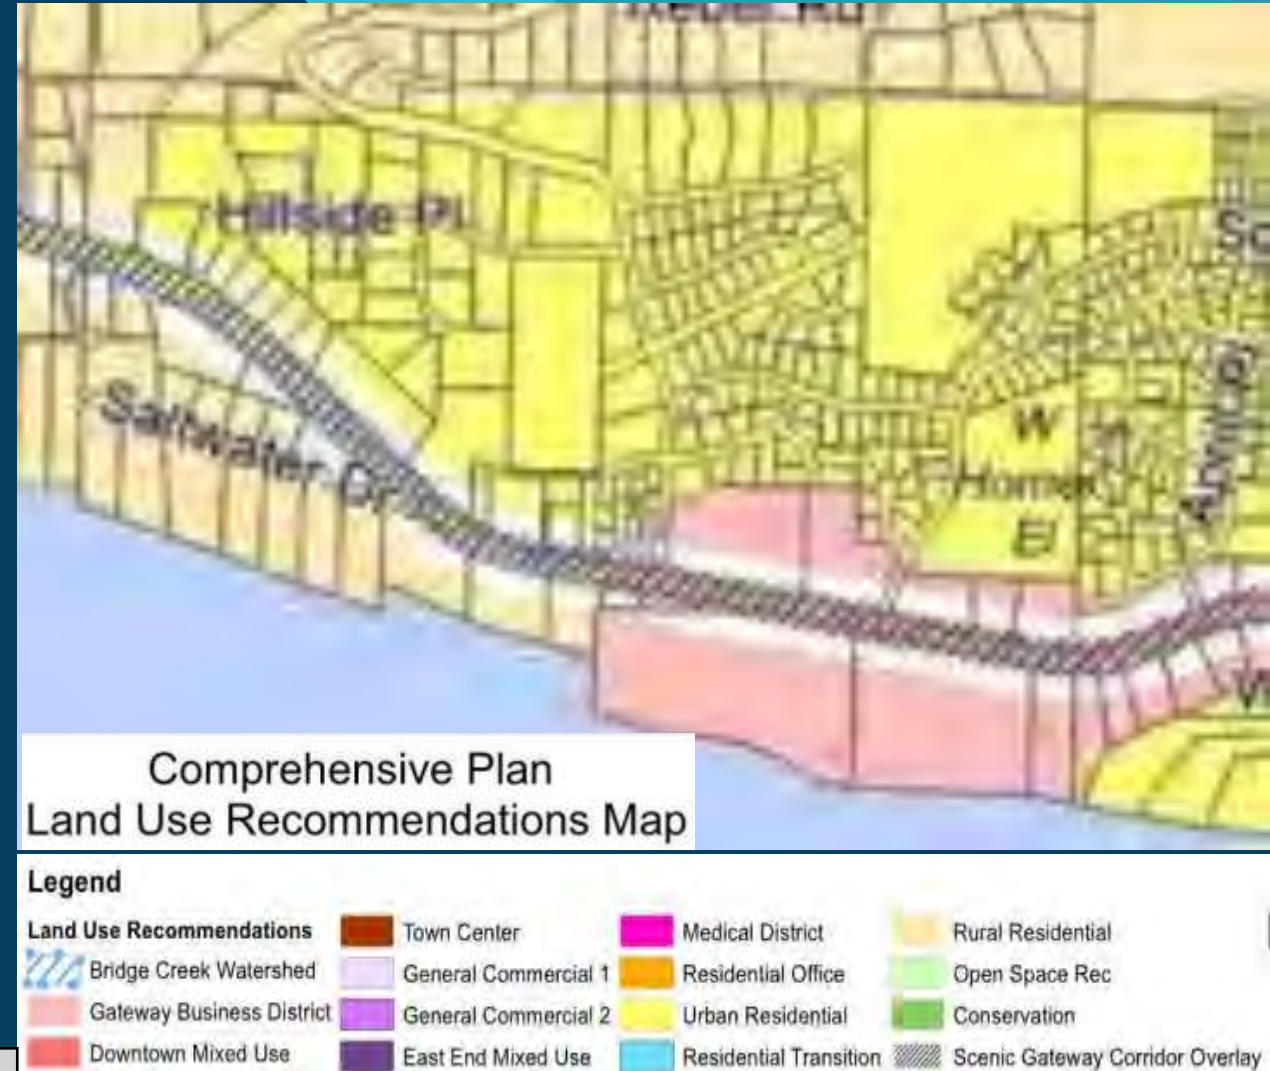 Rd
Hillside Pl
Saltwater Dr
W
Homer
El
Comprehensive Plan
Land Use Recommendations Map
Legend
Land Use Recommendations
Bridge Creek Watershed
Gateway Business District
Downtown Mixed Use
Town Center
General Commercial 1
General Commercial 2
East End Mixed Use
Medical District
Residential Office
Urban Residential
Residential Transition
Rural Residential
Open Space Rec
Conservation
Scenic Gateway Corridor Overlay